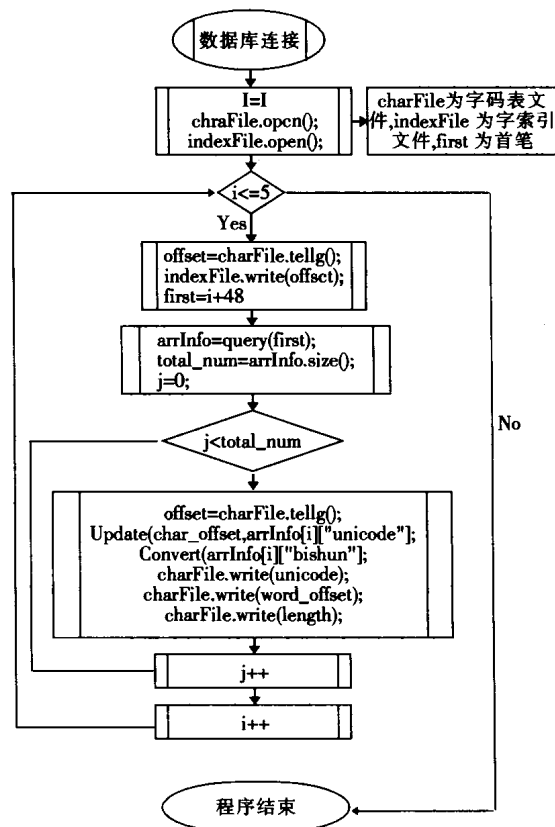 数据库连接
I=I
chraFile.opcn();
indexFile.open();
charFile为字码表文
件,indexFile 为字索引
文件,first 为首笔
i<=5
Yes
offset=charFile.tellg();
indexFile.write(offsct);
first=i+48
arrInfo=query(first);
total_num=arrInfo.size();
j=0;
No
j<total_num
offset=charFile.tellg();
Update(char_offset,arrInfo[i]["unicode"];
Convert(arrInfo[i]["bishun"];
charFile.write(unicode);
charFile.write(word_offset);
charFile.write(length);
j++
i++
程序结束